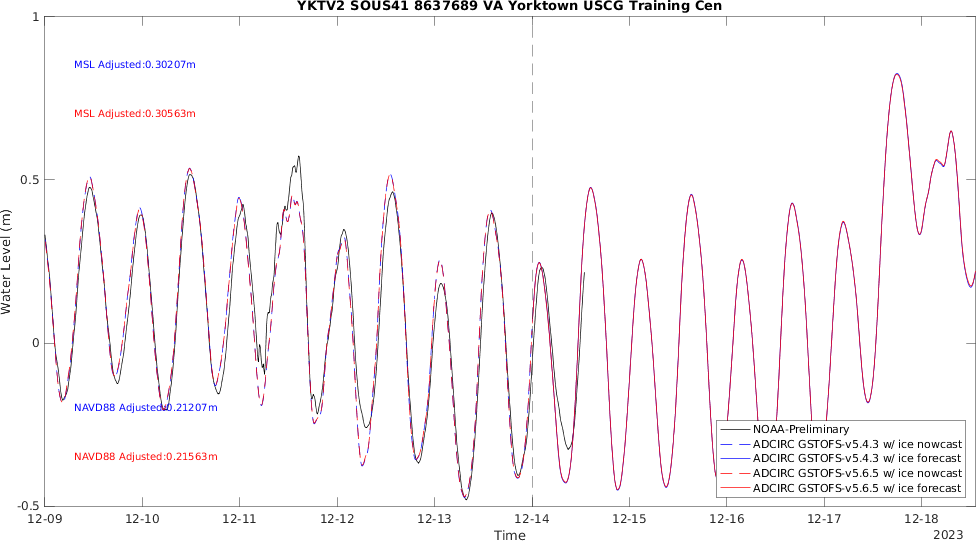 YKTV2 SOUS41 8637689 VA Yorktown USCG Training Cen
1
0.5
0
-0.5
Water Level (m)
MSL Adjusted:0.30207m
MSL Adjusted:0.30563m
NAVD88 Adjusted:0.21207m
NAVD88 Adjusted:0.21563m
NOAA-Preliminary
ADCIRC GSTOFS-v5.4.3 w/ ice nowcast
ADCIRC GSTOFS-v5.4.3 w/ ice forecast
ADCIRC GSTOFS-v5.6.5 w/ ice nowcast
ADCIRC GSTOFS-v5.6.5 w/ ice forecast
12-09 12-10 12-11 12-12 12-13 12-14 12-15 12-16 12-17 12-18
Time
2023